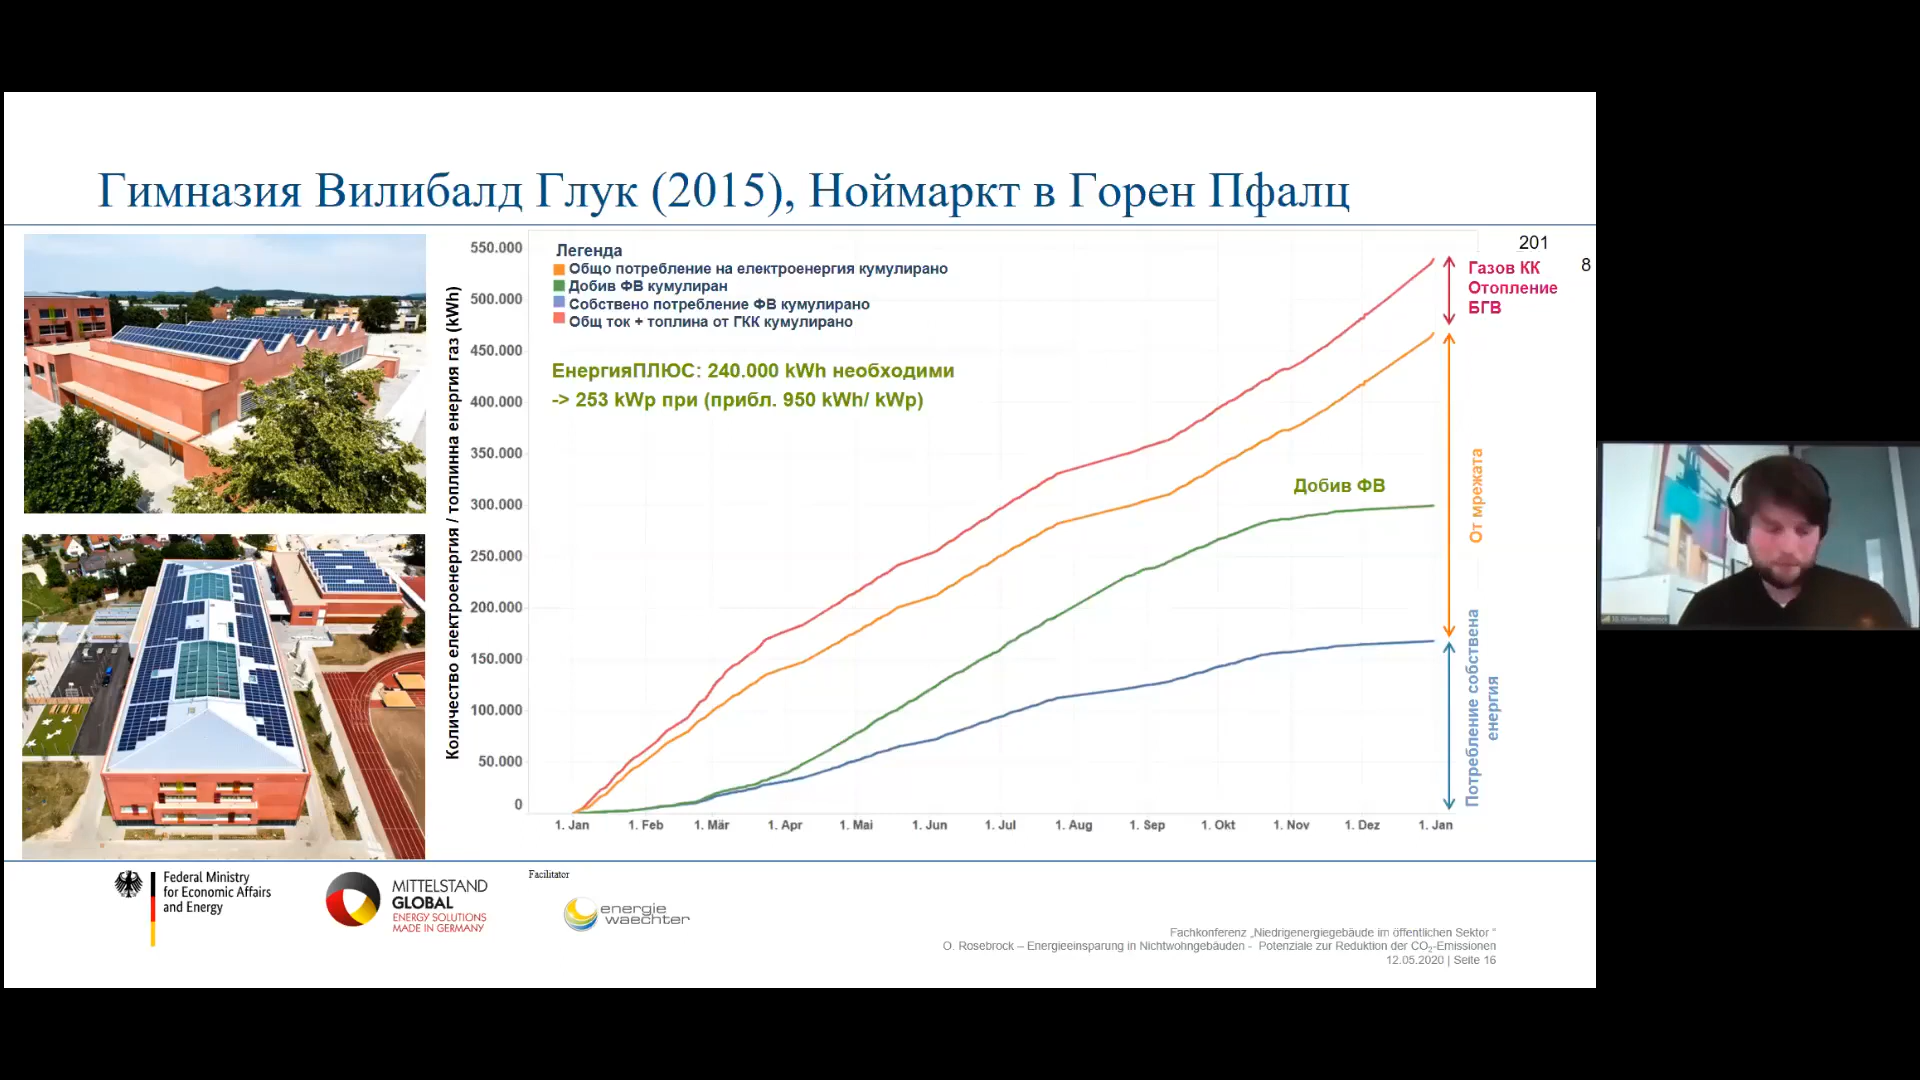 Гимназия Вилибалд Глук (2015), Ноймаркт в Горен Пфалц
Количество електроенергия / топлинна енергия газ (kWh)
550.000
500.000
450.000
400.000
350.000
300.000
250.000
200.000
150.000
100.000
50.000
0
Легенда
Общо потребление на електроенергия кумулирано
Добив ФВ кумулиран
Собствено потребление ФВ кумулирано
Общ ток + топлина от ГКК кумулирано
ЕнергияПЛЮС: 240.000 kWh необходими
-> 253 kWp при (прибл. 950 kWh/ kWp)
Добив ФВ
201
8
Газов КК
Отопление
БГВ
От мрежата
Потребление собствена
енергия
1. Jan 1. Feb 1. Mär 1. Apr 1. Mai 1. Jun 1. Jul 1. Aug 1. Sep 1. Okt 1. Nov 1. Dez 1. Jan
Federal Ministry
for Economic Affairs
and Energy
MITTELSTAND
GLOBAL
ENERGY SOLUTIONS
MADE IN GERMANY
Facilitator
energie
waechter
Fachkonferenz „Niedrigenergiegebäude im öffentlichen Sektor “
O. Rosebrock – Energieeinsparung in Nichtwohngebäuden - Potenziale zur Reduktion der CO₂-Emissionen
12.05.2020 | Seite 16